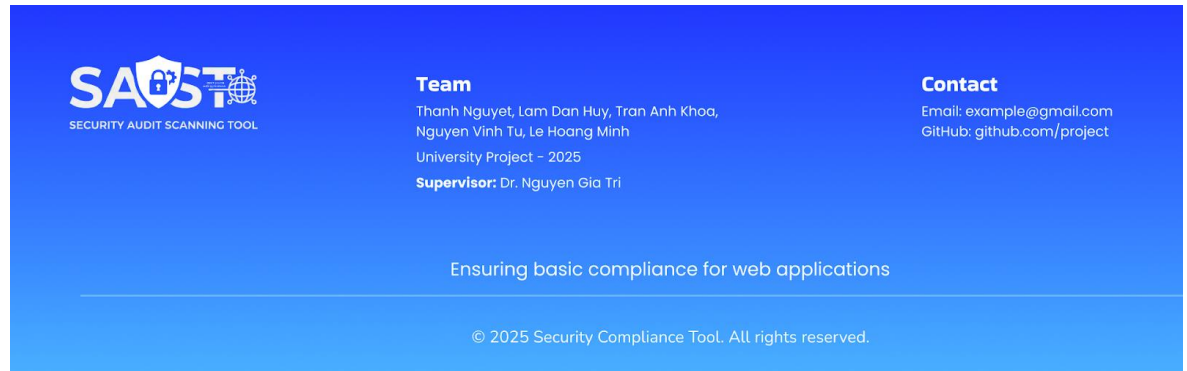 SAST
SECURITY AUDIT SCANNING TOOL
Team
Thanh Nguyet, Lam Dan Huy, Tran Anh Khoa,
Nguyen Vinh Tu, Le Hoang Minh
University Project - 2025
Supervisor: Dr. Nguyen Gia Tri
Contact
Email: example@gmail.com
GitHub: github.com/project
Ensuring basic compliance for web applications
© 2025 Security Compliance Tool. All rights reserved.